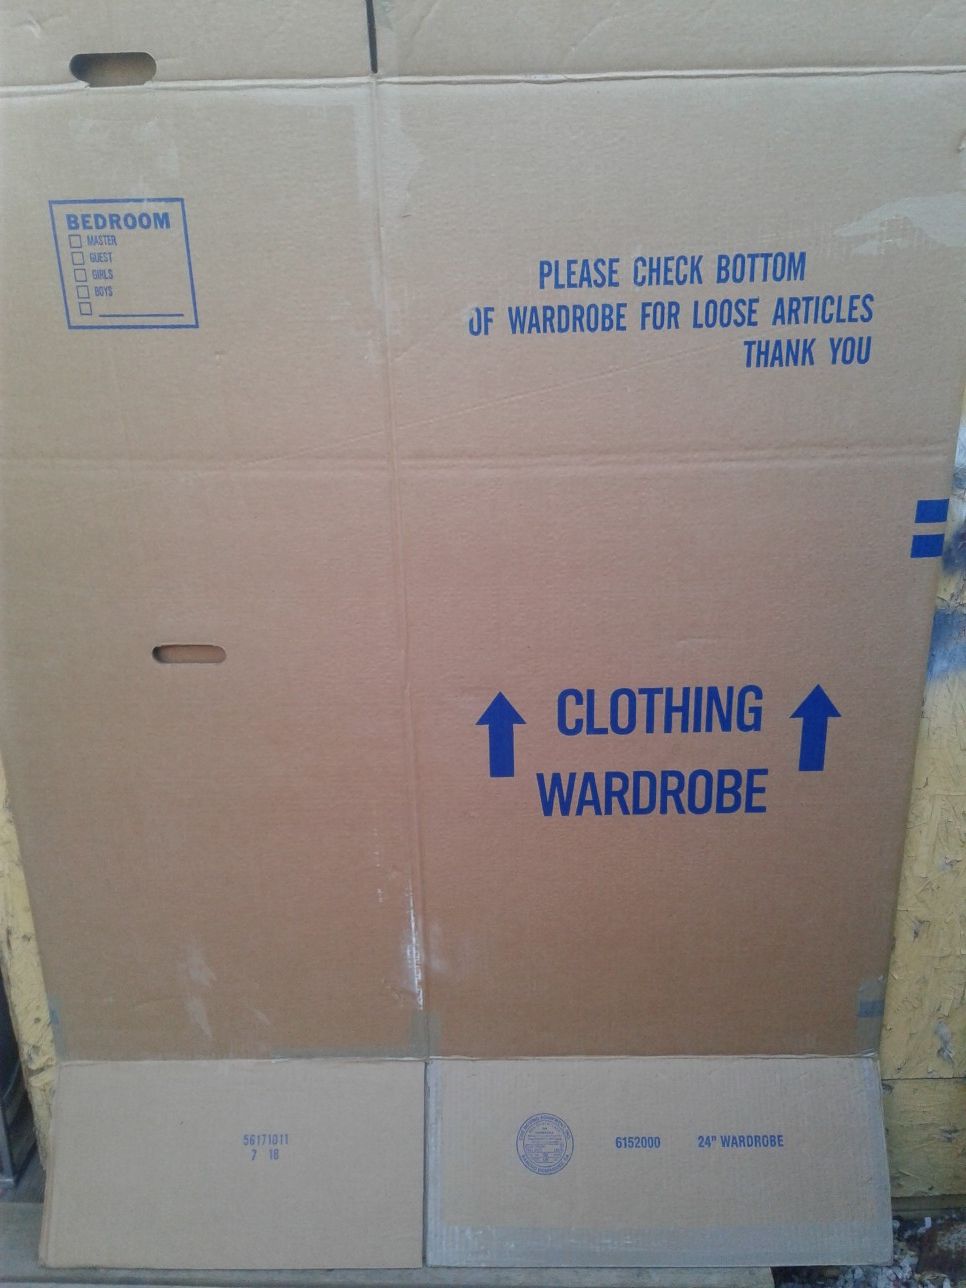 BEDROOM
MASTER
GUEST
GIRLS
BOYS
PLEASE CHECK BOTTOM
OF WARDROBE FOR LOOSE ARTICLES
THANK YOU
CLOTHING
WARDROBE
56171011
7 18
6152000 24" WARDROBE